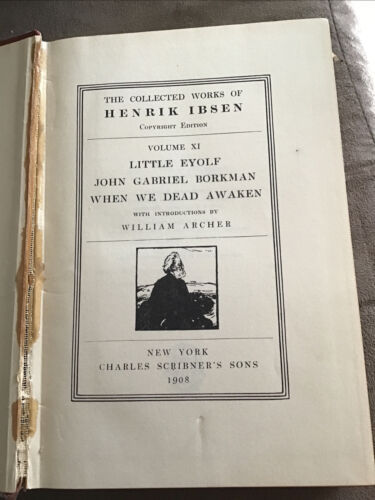 THE COLLECTED WORKS OF
HENRIK IBSEN
COPYRIGHT EDITION
VOLUME XI
LITTLE EYOLF
JOHN GABRIEL BORKMAN
WHEN WE DEAD AWAKEN
WITH INTRODUCTIONS BY
WILLIAM ARCHER
NEW YORK
CHARLES SCRIBNER'S SONS
1908